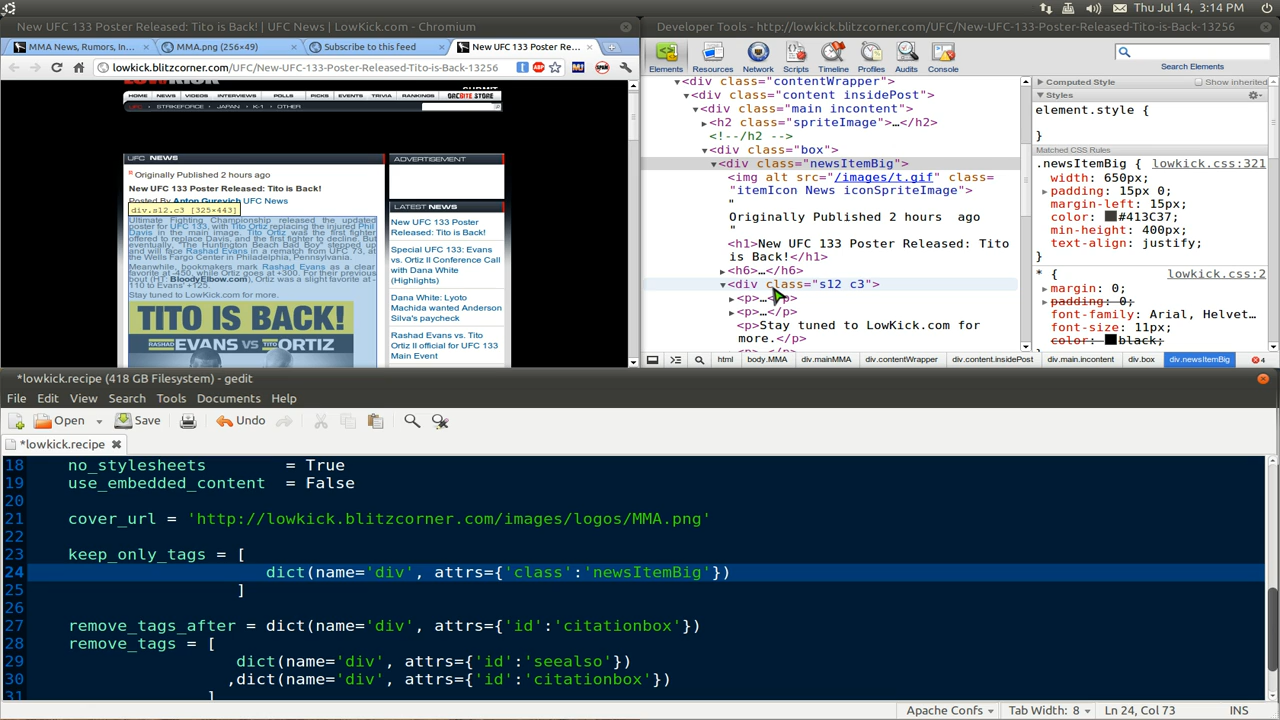 Thu Jul 14, 3:14 PM
New UFC 133 Poster Released: Tito is Back! | UFC News | LowKick.com - Chromium
MMA News, Rumors, In...
MMA.png (256×49)
Subscribe to this Feed
New UFC 133 Poster Re...
lowkick.blitzcorner.com/UFC/New-UFC-133-Poster-Released-Tito-is-Back-13256
HOME NEWS VIDEOS INTERVIEWS POLLS PICKS EVENTS TRIVIA RANKINGS STORE
UFC STRIKEFORCE JAPAN K-1 OTHER
UFC NEWS
Originally Published 2 hours ago
New UFC 133 Poster Released: Tito is Back!
Posted By Anton Gurevich UFC News
div.s12.c3 [325×443]
Ultimate Fighting Championship released the updated
poster for UFC 133, with Tito Ortiz replacing the injured Phil
Davis in the main image. Tito Ortiz was the first fighter
offered to replace Davis, and the first fighter to decline. But
eventually, "The Huntington Beach Bad Boy" stepped up
and will face Rashad Evans in a rematch from UFC 73, at
the Wells Fargo Center in Philadelphia, Pennsylvania.
Meanwhile, bookmakers mark Rashad Evans as a clear
favorite at -450, while Ortiz goes at +300. For their previous
bout (HT: BloodyElbow.com), Ortiz was a slight favorite at -
110 to Evans' +125.
Stay tuned to LowKick.com for more.
TITO IS BACK!
RASHAD EVANS VS TITO ORTIZ
ADVERTISEMENT
LATEST NEWS
New UFC 133 Poster
Released: Tito is Back!
Special UFC 133: Evans
vs. Ortiz II Conference Call
with Dana White
(Highlights)
Dana White: Lyoto
Machida wanted Anderson
Silva's paycheck
Rashad Evans vs. Tito
Ortiz II official for UFC 133
Main Event
Developer Tools - http://lowkick.blitzcorner.com/UFC/New-UFC-133-Poster-Released-Tito-is-Back-13256
Elements Resources Network Scripts Timeline Profiles Audits Console
Search Elements
<div class="contentWrapper">
<div class="content insidePost">
<div class="main incontent">
<h2 class="spriteImage">…</h2>
<!--/h2 -->
<div class="box">
<div class="newsItemBig">
<img alt src="/images/t.gif"
class="itemIcon News iconSpriteImage">
"
Originally Published 2 hours ago
"
<h1>New UFC 133 Poster Released: Tito
is Back!</h1>
<h6>…</h6>
<div class="s12 c3">
<p>…</p>
<p>…</p>
<p>Stay tuned to LowKick.com for
more.</p>
Computed Style Show inherited
Styles
element.style {
}
Matched CSS Rules
.newsItemBig { lowkick.css:321
width: 650px;
padding: 15px 0;
margin-left: 15px;
color: #3F3C37;
min-height: 400px;
text-align: justify;
}
* { lowkick.css:2
margin: 0;
padding: 0;
font-family: Arial, Helvet…
font-size: 11px;
color: black;
html body.MMA div.mainMMA div.contentWrapper div.content.insidePost div.main.incontent div.box div.newsItemBig 4
*lowkick.recipe (418 GB Filesystem) - gedit
File Edit View Search Tools Documents Help
Open Save Undo
*lowkick.recipe
18 no_stylesheets = True
19 use_embedded_content = False
20
21 cover_url = 'http://lowkick.blitzcorner.com/images/logos/MMA.png'
22
23 keep_only_tags = [
24 dict(name='div', attrs={'class':'newsItemBig'})
25 ]
26
27 remove_tags_after = dict(name='div', attrs={'id':'citationbox'})
28 remove_tags = [
29 dict(name='div', attrs={'id':'seealso'})
30 ,dict(name='div', attrs={'id':'citationbox'})
31 ]
Apache Confs Tab Width: 8 Ln 24, Col 73 INS